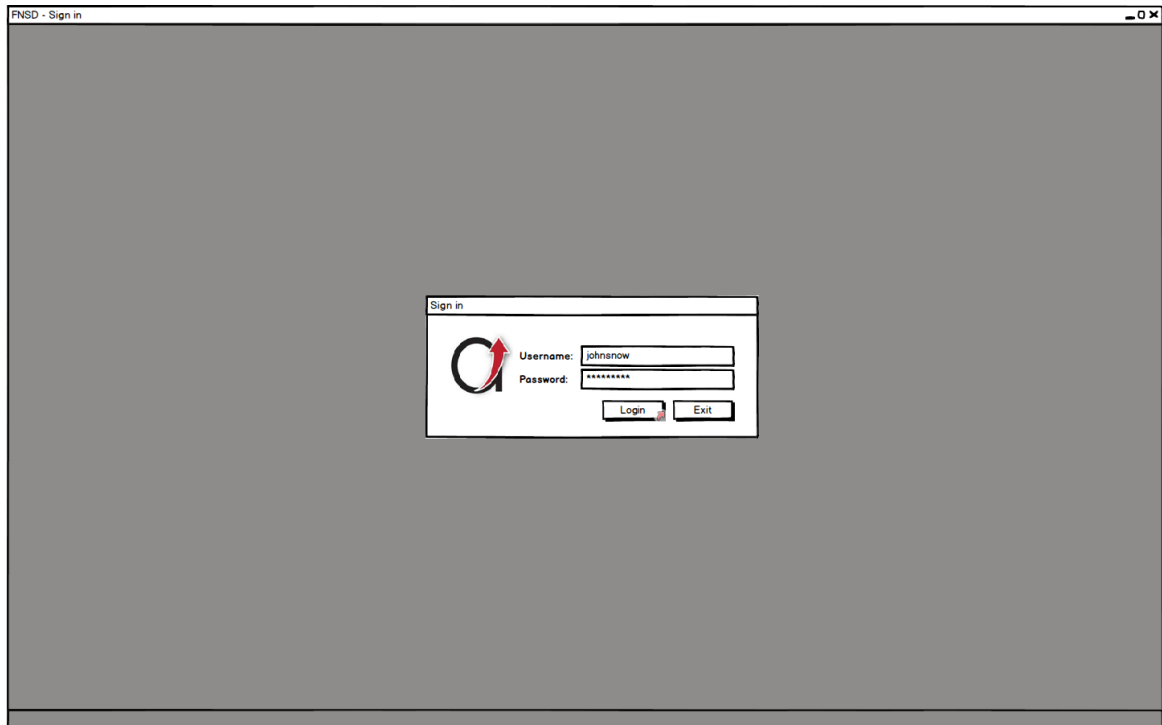 FNSD - Sign in
Sign in
Username: johnsnow
Password: *********
Login Exit